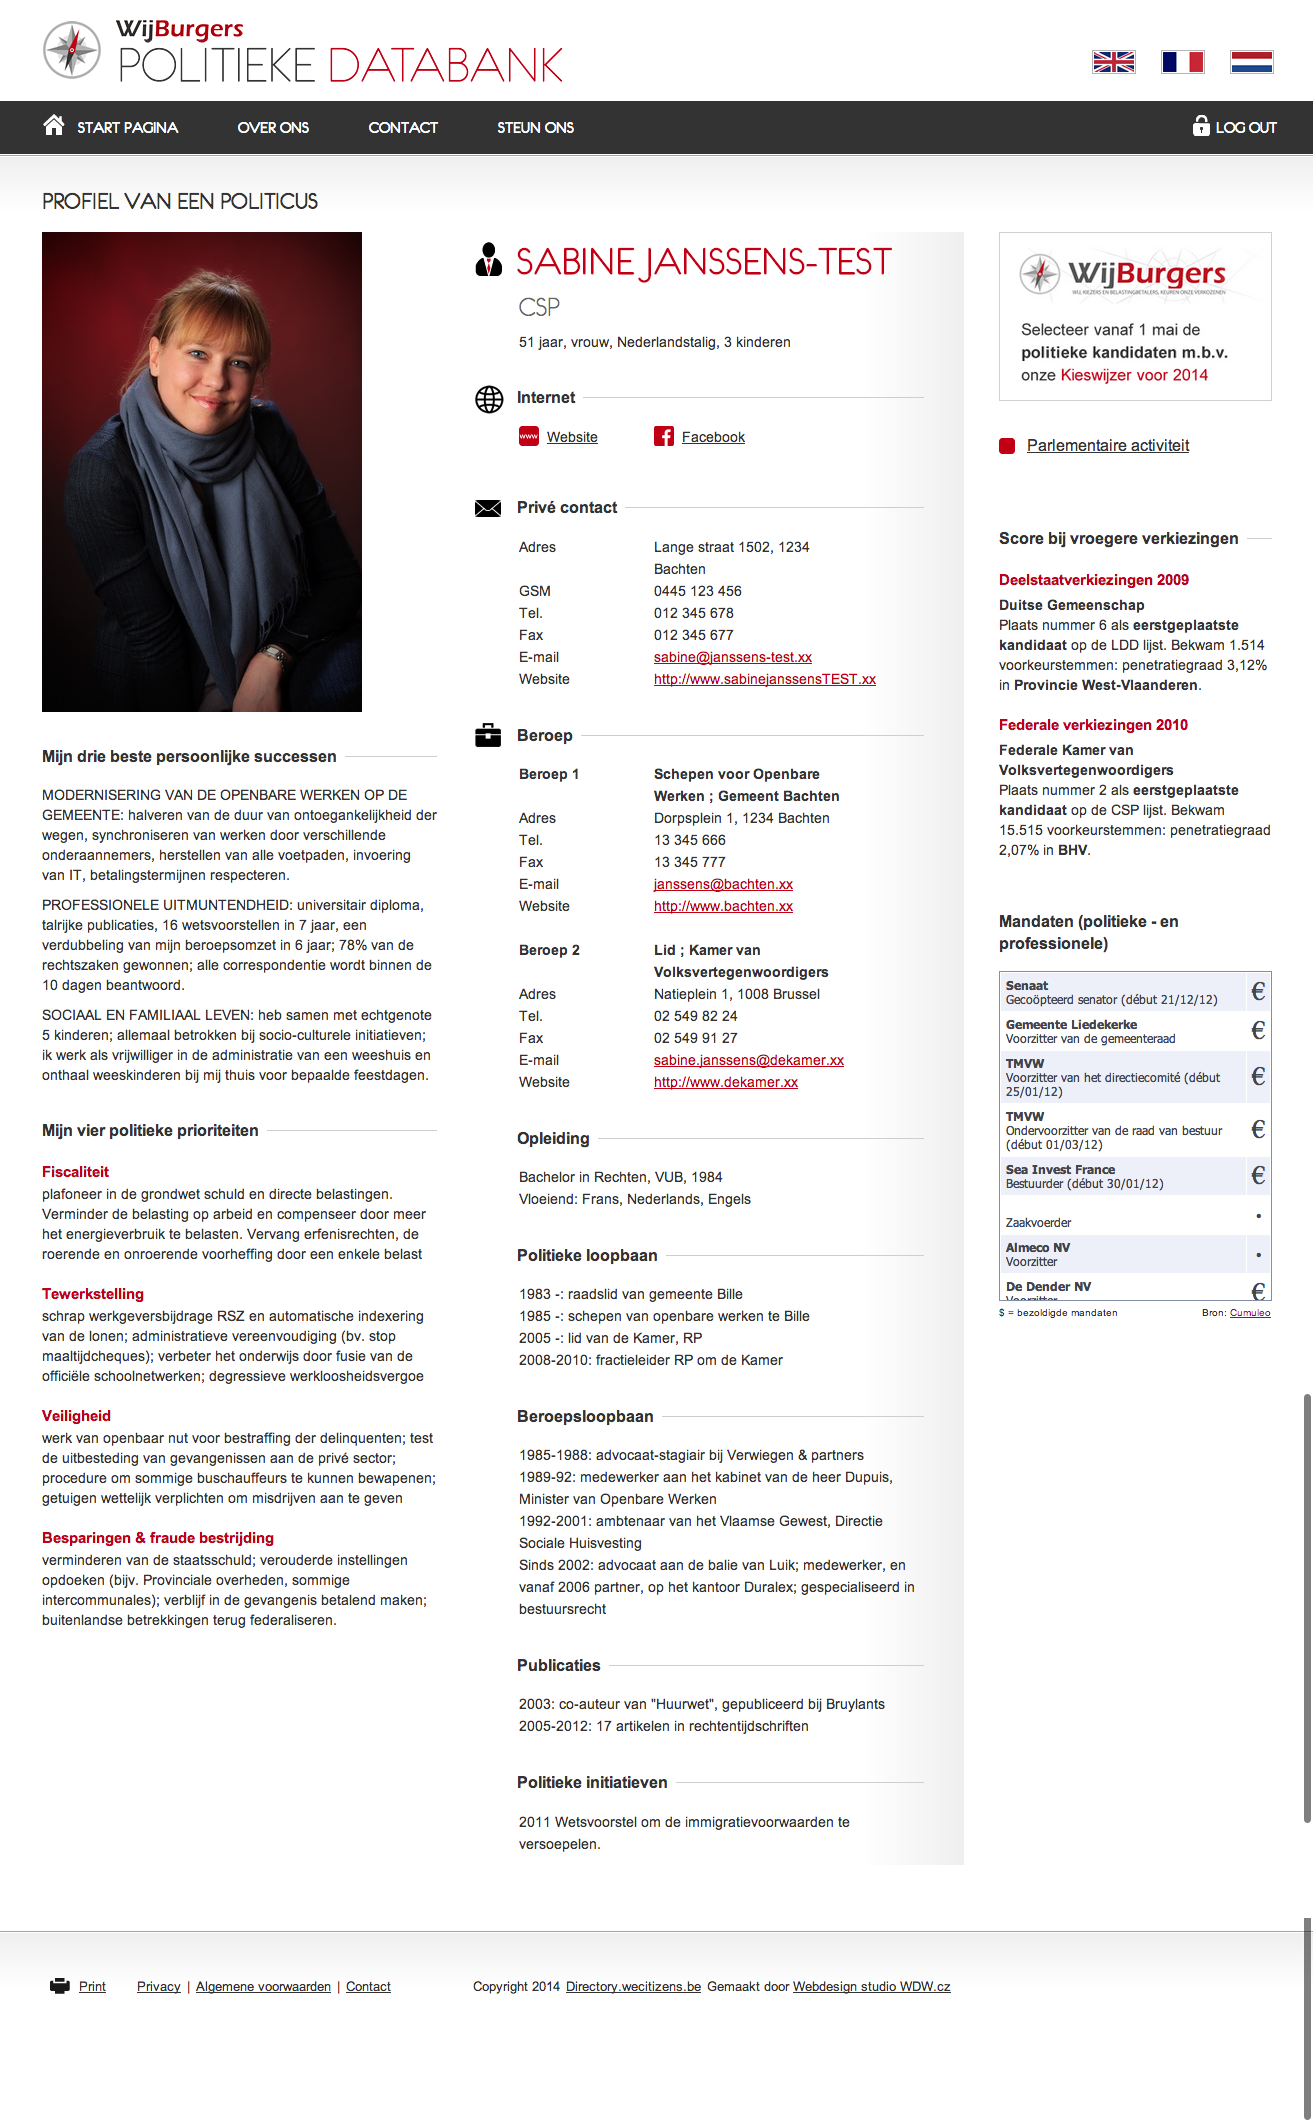 WijBurgers
POLITIEKE DATABANK
START PAGINA
OVER ONS
CONTACT
STEUN ONS
LOG OUT
PROFIEL VAN EEN POLITICUS
Mijn drie beste persoonlijke successen
MODERNISERING VAN DE OPENBARE WERKEN OP DE
GEMEENTE: halveren van de duur van ontoegankelijkheid der
wegen, synchroniseren van werken door verschillende
onderaannemers, herstellen van alle voetpaden, invoering
van IT, betalingstermijnen respecteren.
PROFESSIONELE UITMUNTENDHEID: universitair diploma,
talrijke publicaties, 16 wetsvoorstellen in 7 jaar, een
verdubbeling van mijn beroepsomzet in 6 jaar; 78% van de
rechtszaken gewonnen; alle correspondentie wordt binnen de
10 dagen beantwoord.
SOCIAAL EN FAMILIAAL LEVEN: heb samen met echtgenote
5 kinderen; allemaal betrokken bij socio-culturele initiatieven;
ik werk als vrijwilliger in de administratie van een weeshuis en
onthaal weeskinderen bij mij thuis voor bepaalde feestdagen.
Mijn vier politieke prioriteiten
Fiscaliteit
plafoneer in de grondwet schuld en directe belastingen.
Verminder de belasting op arbeid en compenseer door meer
het energieverbruik te belasten. Vervang erfenisrechten, de
roerende en onroerende voorheffing door een enkele belast
Tewerkstelling
schrap werkgeversbijdrage RSZ en automatische indexering
van de lonen; administratieve vereenvoudiging (bv. stop
maaltijdcheques); verbeter het onderwijs door fusie van de
officiële schoolnetwerken; degressieve werkloosheidsvergoe
Veiligheid
werk van openbaar nut voor bestraffing der delinquenten; test
de uitbesteding van gevangenissen aan de privé sector;
procedure om sommige buschauffeurs te kunnen bewapenen;
getuigen wettelijk verplichten om misdrijven aan te geven
Besparingen & fraude bestrijding
verminderen van de staatsschuld; verouderde instellingen
opdoeken (bijv. Provinciale overheden, sommige
intercommunales); verblijf in de gevangenis betalend maken;
buitenlandse betrekkingen terug federaliseren.
SABINE JANSSENS-TEST
CSP
51 jaar, vrouw, Nederlandstalig, 3 kinderen
Internet
www Website
Facebook
Privé contact
Adres Lange straat 1502, 1234
Bachten
GSM 0445 123 456
Tel. 012 345 678
Fax 012 345 677
E-mail sabine@janssens-test.xx
Website http://www.sabinejanssensTEST.xx
Beroep
Beroep 1 Schepen voor Openbare
Werken ; Gemeent Bachten
Adres Dorpsplein 1, 1234 Bachten
Tel. 13 345 666
Fax 13 345 777
E-mail janssens@bachten.xx
Website http://www.bachten.xx
Beroep 2 Lid ; Kamer van
Volksvertegenwoordigers
Adres Natieplein 1, 1008 Brussel
Tel. 02 549 82 24
Fax 02 549 91 27
E-mail sabine.janssens@dekamer.xx
Website http://www.dekamer.xx
Opleiding
Bachelor in Rechten, VUB, 1984
Vloeiend: Frans, Nederlands, Engels
Politieke loopbaan
1983 -: raadslid van gemeente Bille
1985 -: schepen van openbare werken te Bille
2005 -: lid van de Kamer, RP
2008-2010: fractieleider RP om de Kamer
Beroepsloopbaan
1985-1988: advocaat-stagiair bij Verwiegen & partners
1989-92: medewerker aan het kabinet van de heer Dupuis,
Minister van Openbare Werken
1992-2001: ambtenaar van het Vlaamse Gewest, Directie
Sociale Huisvesting
Sinds 2002: advocaat aan de balie van Luik; medewerker, en
vanaf 2006 partner, op het kantoor Duralex; gespecialiseerd in
bestuursrecht
Publicaties
2003: co-auteur van "Huurwet", gepubliceerd bij Bruylants
2005-2012: 17 artikelen in rechtentijdschriften
Politieke initiatieven
2011 Wetsvoorstel om de immigratievoorwaarden te
versoepelen.
WijBurgers
WIJ, KIEZERS EN BELASTINGBETALERS, KEUREN ONZE VERKOZENEN
Selecteer vanaf 1 mai de
politieke kandidaten m.b.v.
onze Kieswijzer voor 2014
Parlementaire activiteit
Score bij vroegere verkiezingen
Deelstaatverkiezingen 2009
Duitse Gemeenschap
Plaats nummer 6 als eerstgeplaatste
kandidaat op de LDD lijst. Bekwam 1.514
voorkeurstemmen: penetratiegraad 3,12%
in Provincie West-Vlaanderen.
Federale verkiezingen 2010
Federale Kamer van
Volksvertegenwoordigers
Plaats nummer 2 als eerstgeplaatste
kandidaat op de CSP lijst. Bekwam
15.515 voorkeurstemmen: penetratiegraad
2,07% in BHV.
Mandaten (politieke - en
professionele)
Senaat
Gecoöpteerd senator (début 21/12/12) €
Gemeente Liedekerke
Voorzitter van de gemeenteraad €
TMVW
Voorzitter van het directiecomité (début
25/01/12) €
TMVW
Ondervoorzitter van de raad van bestuur
(début 01/03/12) €
Sea Invest France
Bestuurder (début 30/01/12) €
Zaakvoerder •
Almeco NV
Voorzitter •
De Dender NV
Voorzitter €
$ = bezoldigde mandaten
Bron: Cumuleo
Print
Privacy | Algemene voorwaarden | Contact
Copyright 2014 Directory.wecitizens.be Gemaakt door Webdesign studio WDW.cz